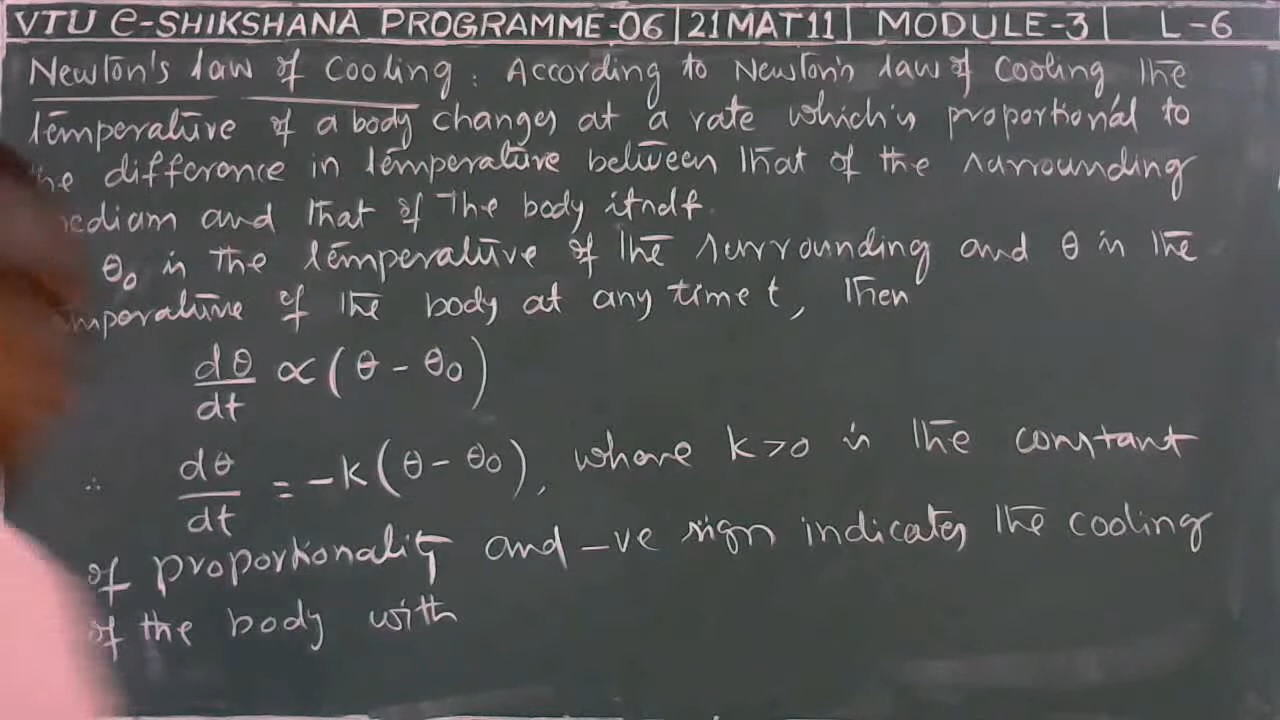 VTU e-SHIKSHANA PROGRAMME-06 | 21MAT11 | MODULE-3 | L-6
Newton's law of Cooling : According to Newton's law of Cooling the
temperature of a body changes at a rate which is proportional to
the difference in temperature between that of the surrounding
medium and that of the body itself.
θ₀ is the temperature of the surrounding and θ is the
temperature of the body at any time t, then
dθ/dt ∝ (θ - θ₀)
∴ dθ/dt = -k(θ - θ₀), where k>0 is the constant
of proportionality and -ve sign indicates the cooling
of the body with